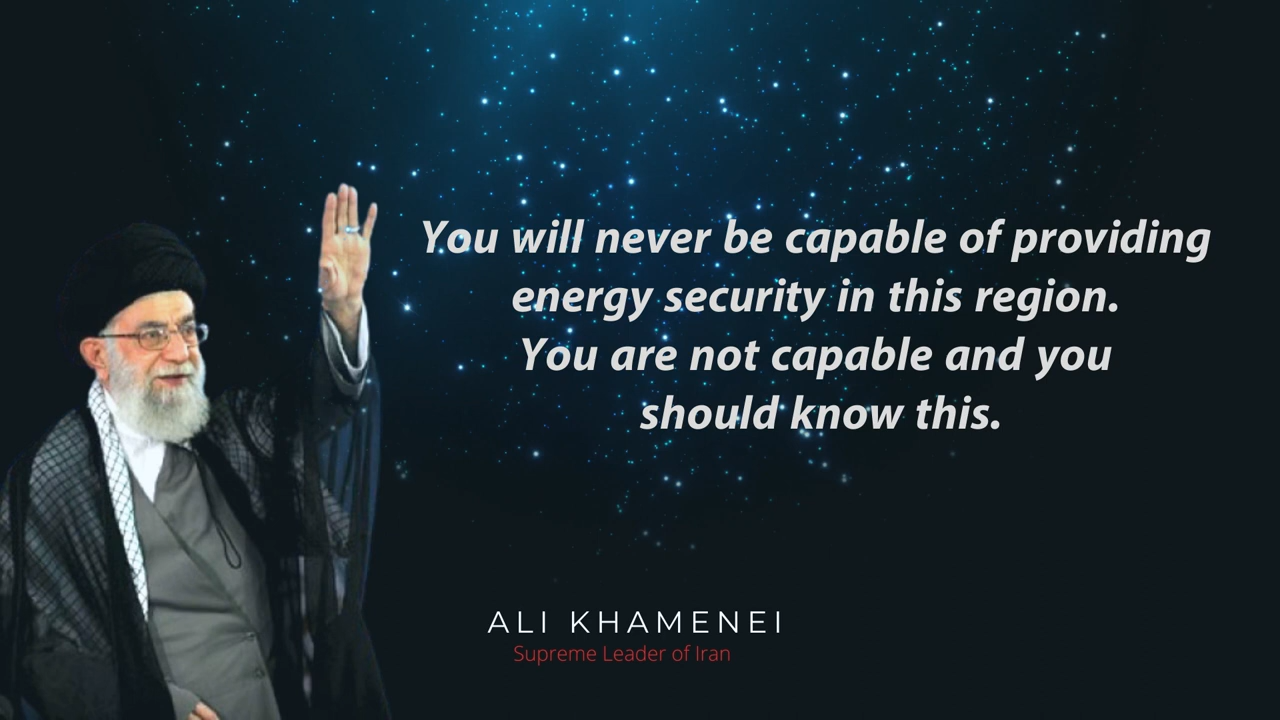 You will never be capable of providing
energy security in this region.
You are not capable and you
should know this.
ALI KHAMENEI
Supreme Leader of Iran